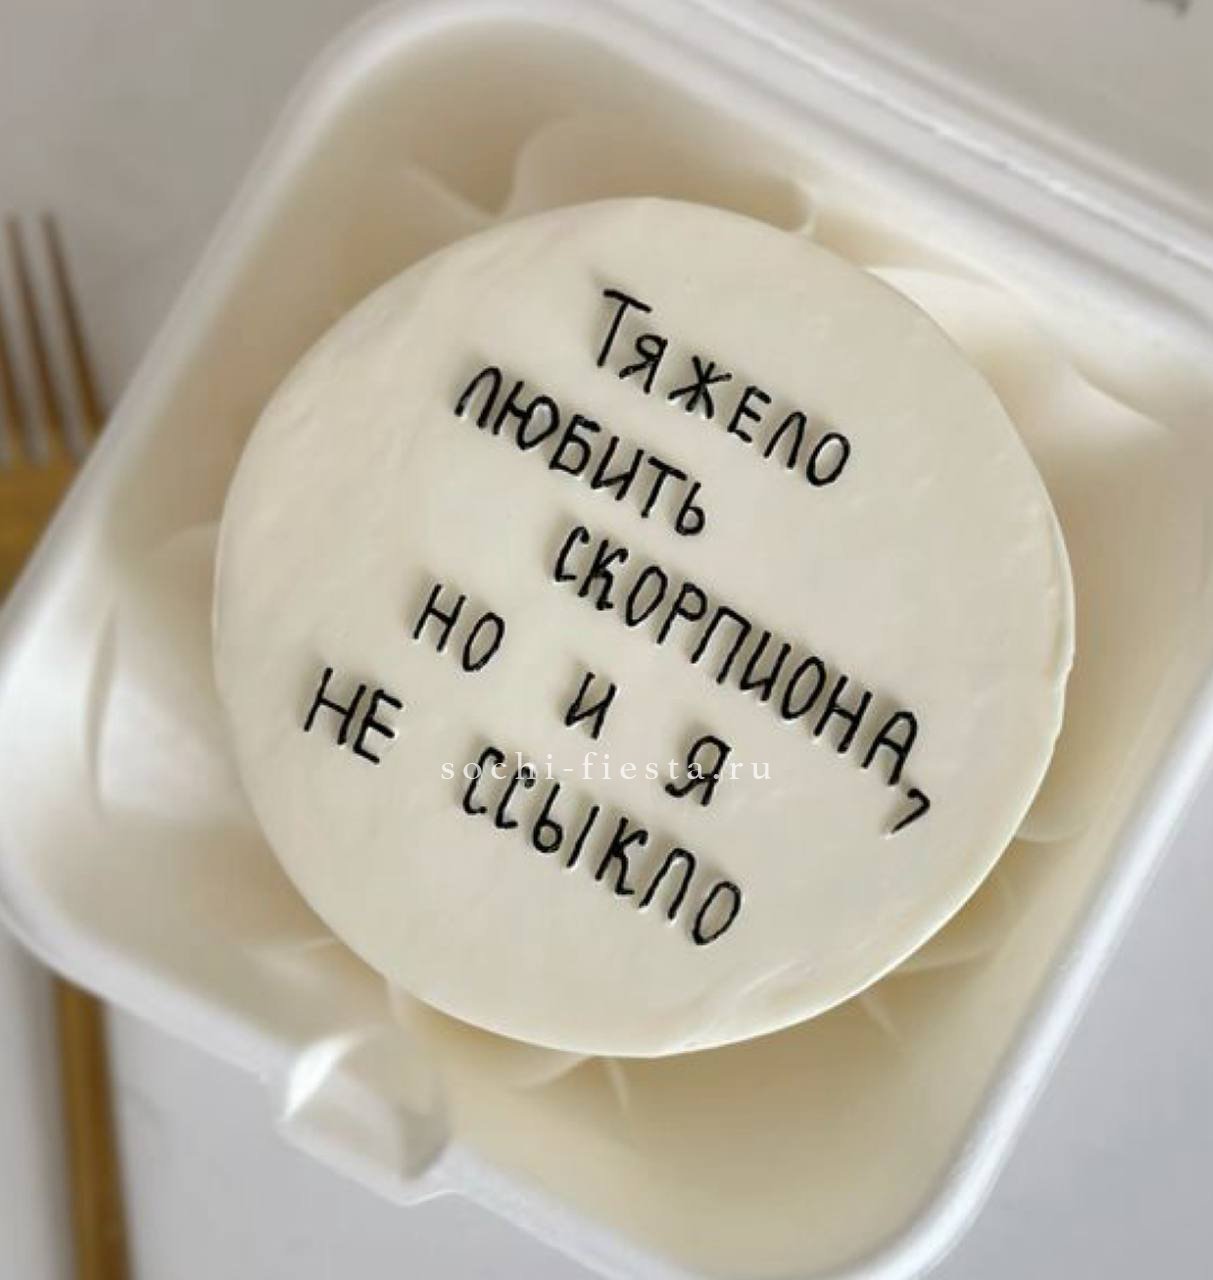 Тяжело
любить
скорпиона,
но и я
не ссыкло
sochi-fiesta.ru